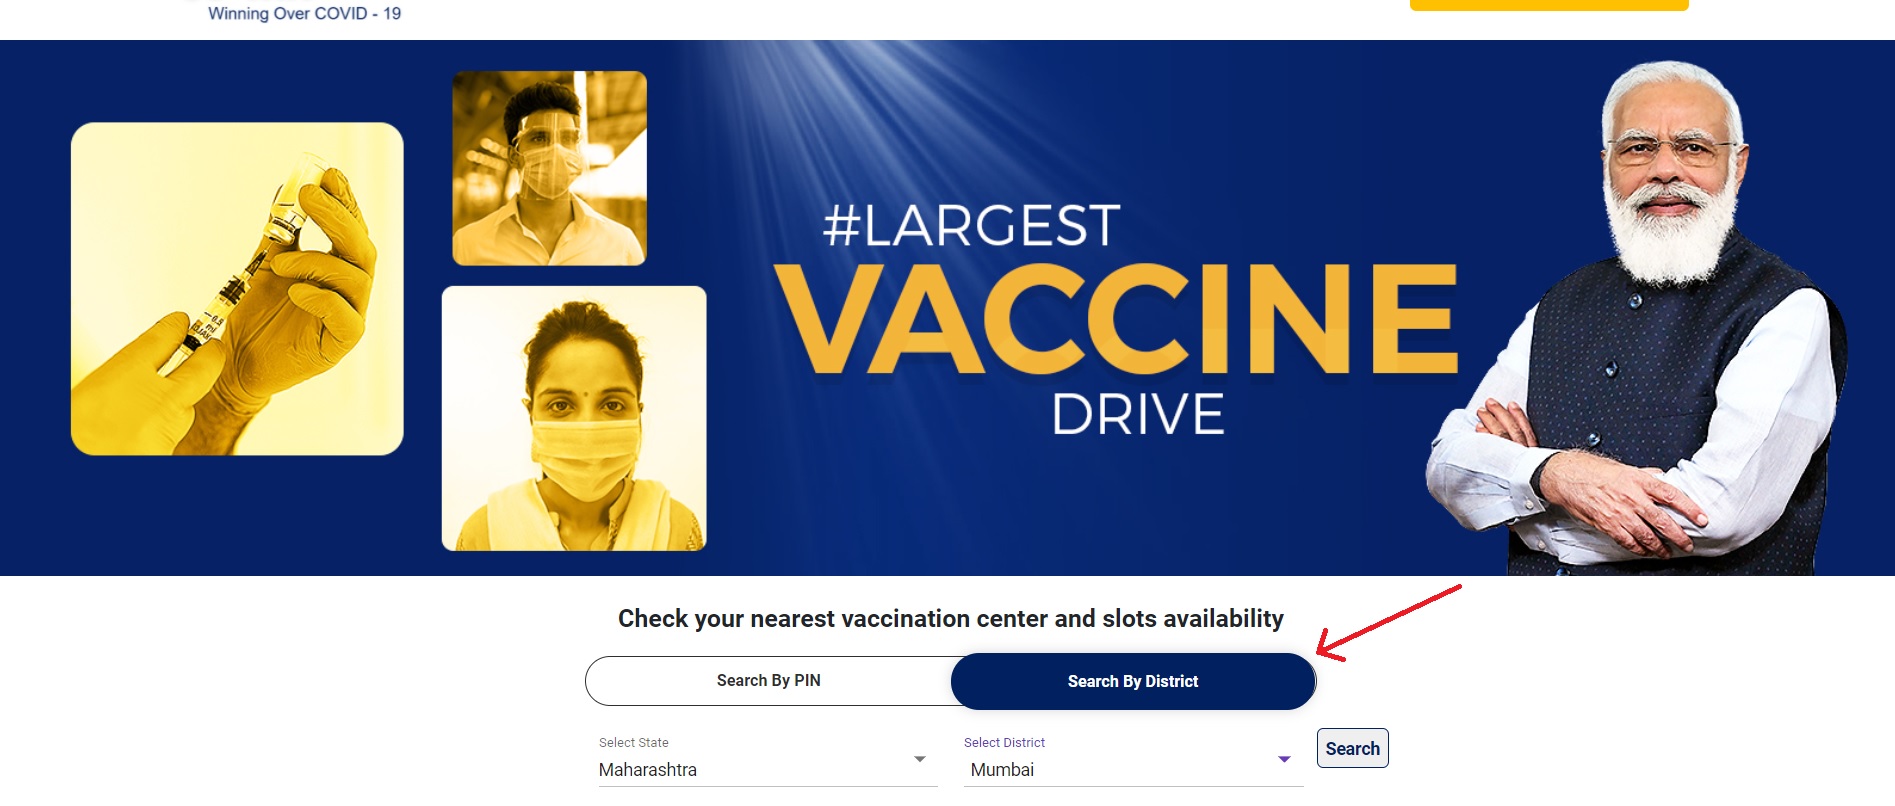 Winning Over COVID - 19
#LARGEST
VACCINE
DRIVE
Check your nearest vaccination center and slots availability
Search By PIN
Search By District
Select State
Select District
Search
Maharashtra
Mumbai